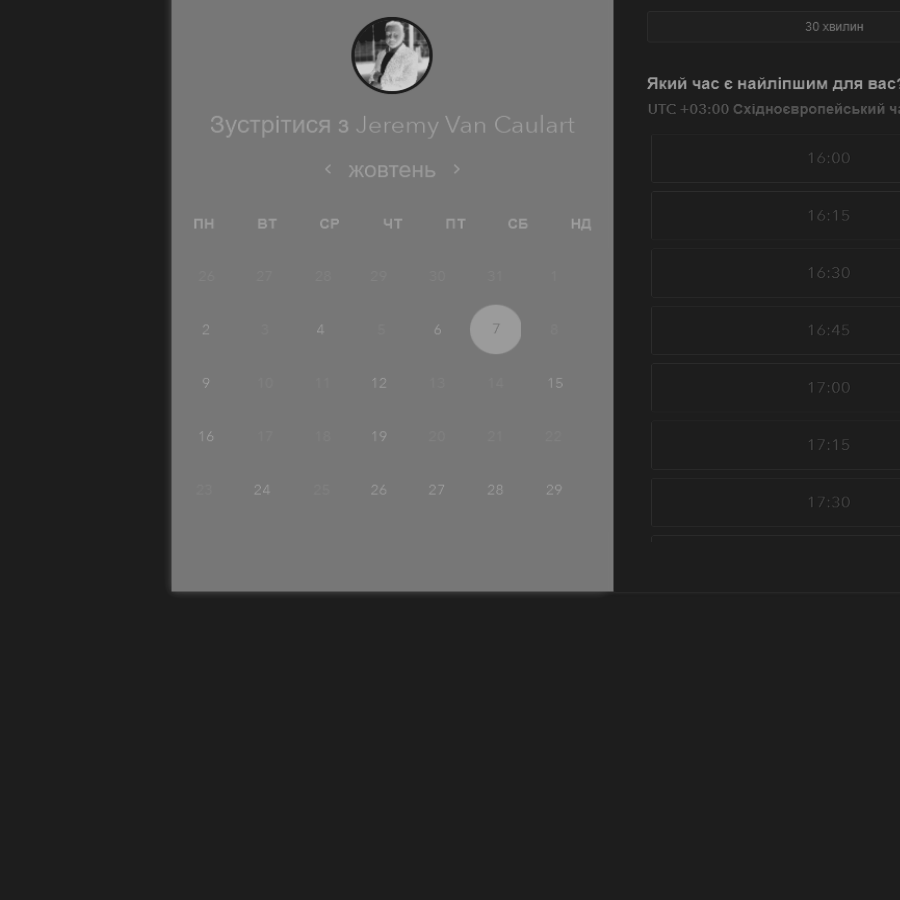 Зустрітися з Jeremy Van Caulart
жовтень
ПН ВТ СР ЧТ ПТ СБ НД
26 27 28 29 30 31 1
2 3 4 5 6 7 8
9 10 11 12 13 14 15
16 17 18 19 20 21 22
23 24 25 26 27 28 29
30 хвилин
Який час є найліпшим для вас?
UTC +03:00 Східноєвропейський
16:00
16:15
16:30
16:45
17:00
17:15
17:30